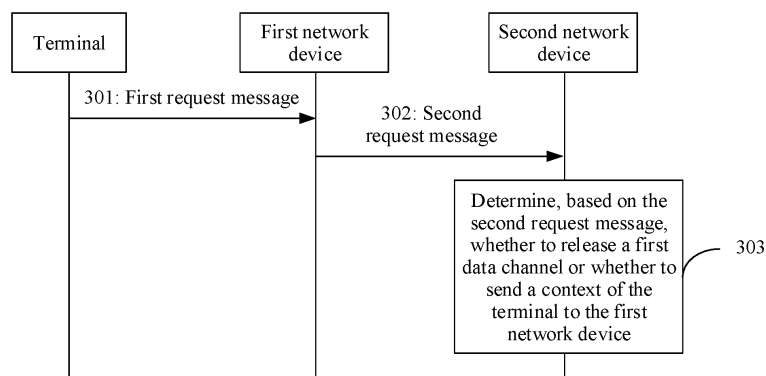 Terminal
First network
device
Second network
device
301: First request message
302: Second
request message
Determine, based on the
second request message,
whether to release a first
data channel or whether to
send a context of the
terminal to the first
network device
303